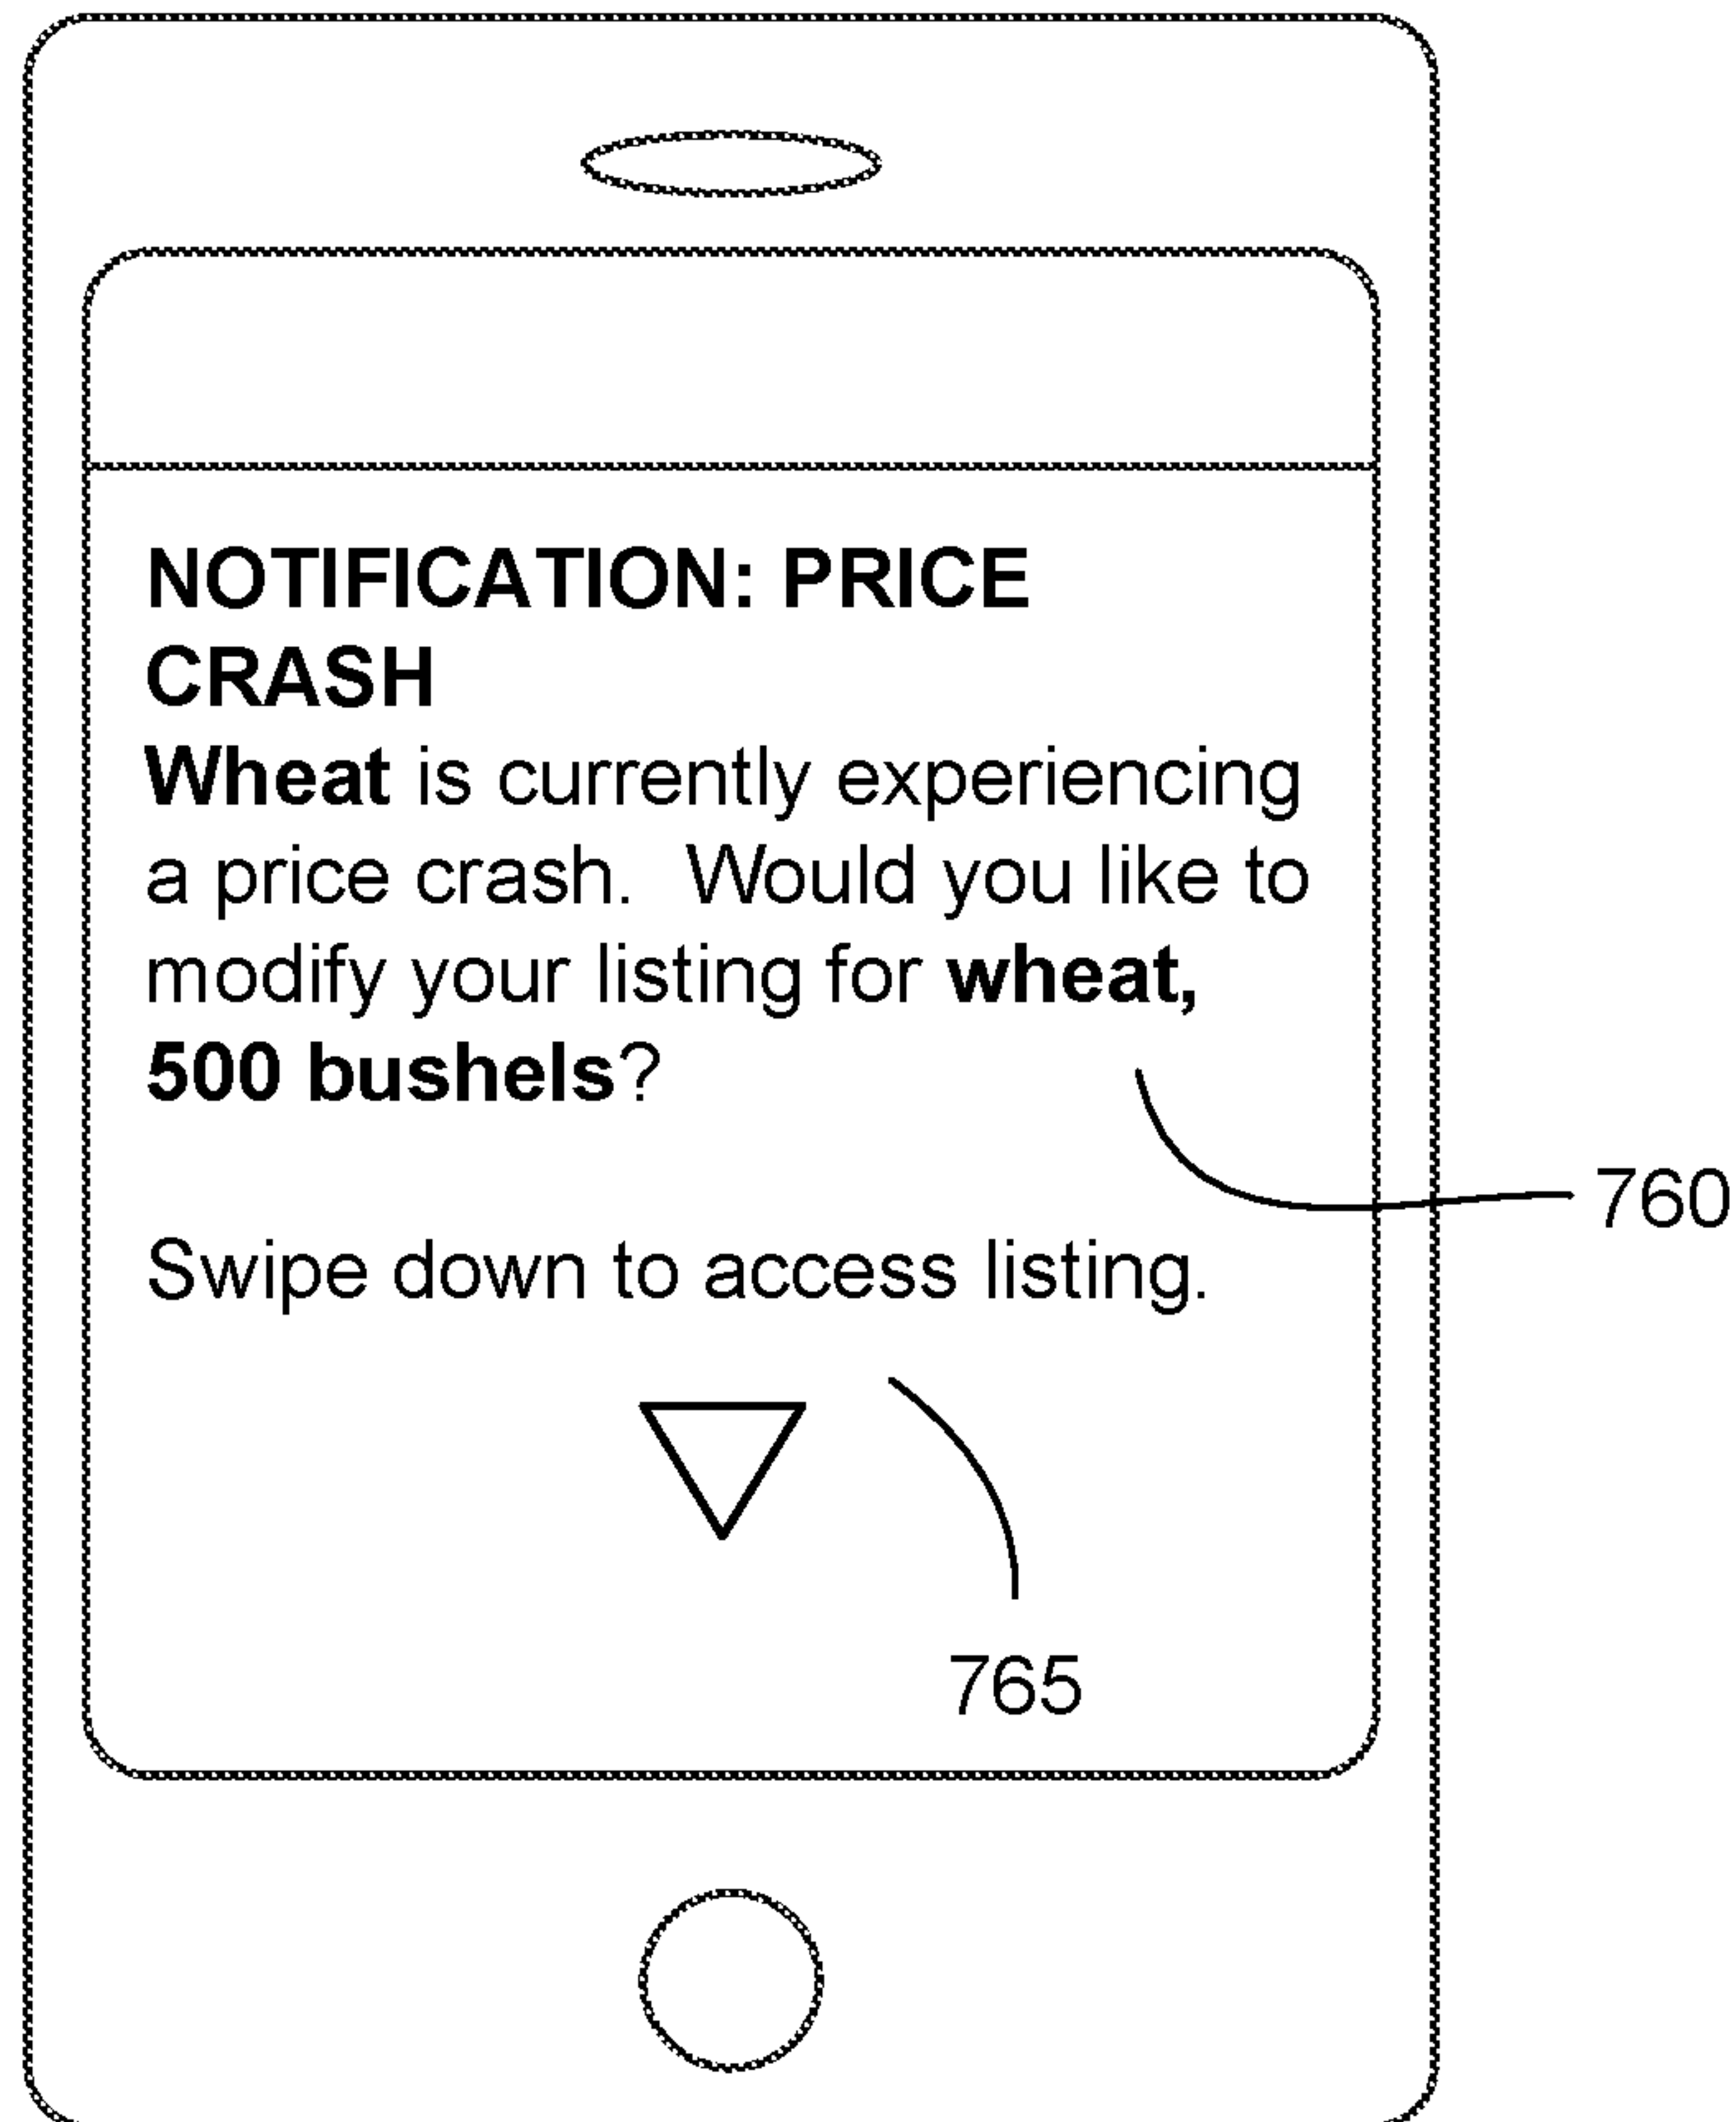 NOTIFICATION: PRICE
CRASH
Wheat is currently experiencing
a price crash.  Would you like to
modify your listing for wheat,
500 bushels?
760
Swipe down to access listing.
765